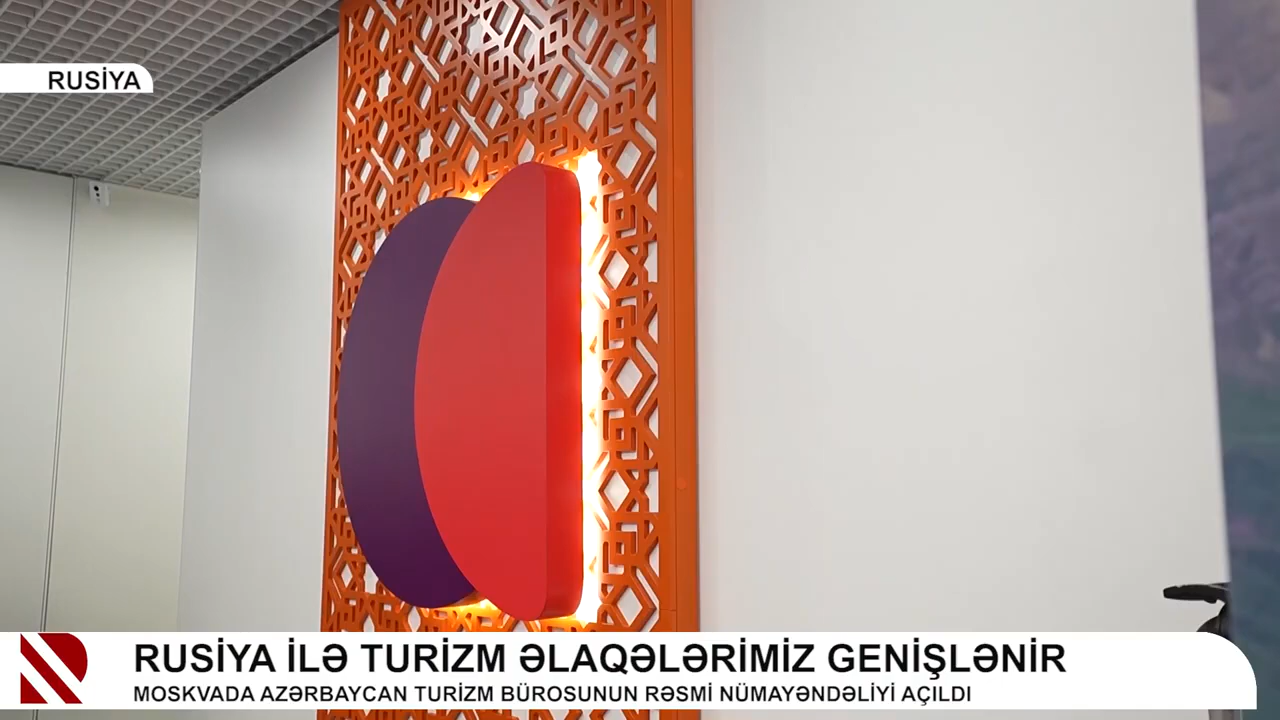 RUSİYA
RUSİYA İLƏ TURİZM ƏLAQƏLƏRİMİZ GENİŞLƏNİR
MOSKVADA AZƏRBAYCAN TURİZM BÜROSUNUN RƏSMİ NÜMAYƏNDƏLİYİ AÇILDI